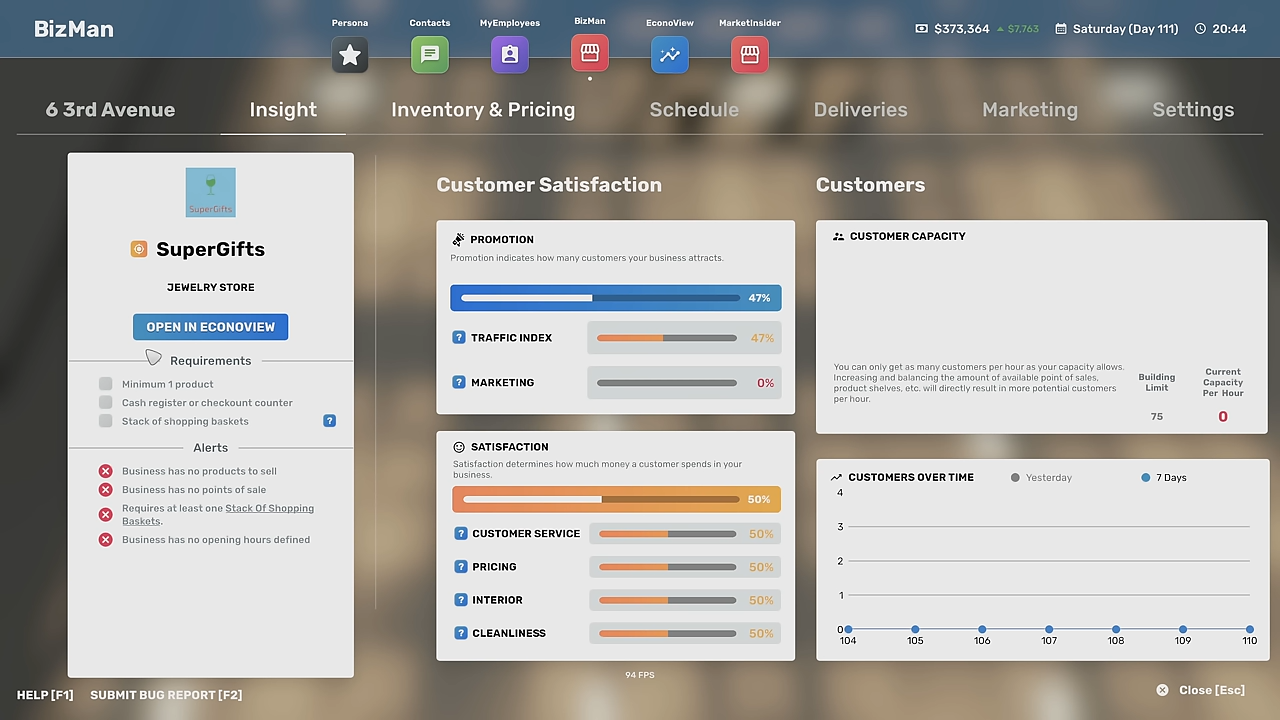 BizMan
Persona
Contacts
MyEmployees
BizMan
EconoView
MarketInsider
$373,364
$7,763
Saturday (Day 111)
20:44
6 3rd Avenue
Insight
Inventory & Pricing
Schedule
Deliveries
Marketing
Settings
SuperGifts
SuperGifts
JEWELRY STORE
OPEN IN ECONOVIEW
Requirements
Minimum 1 product
Cash register or checkount counter
Stack of shopping baskets
?
Alerts
Business has no products to sell
Business has no points of sale
Requires at least one Stack Of Shopping
Baskets.
Business has no opening hours defined
Customer Satisfaction
PROMOTION
Promotion indicates how many customers your business attracts.
47%
? TRAFFIC INDEX 47%
? MARKETING 0%
SATISFACTION
Satisfaction determines how much money a customer spends in your
business.
50%
? CUSTOMER SERVICE 50%
? PRICING 50%
? INTERIOR 50%
? CLEANLINESS 50%
Customers
CUSTOMER CAPACITY
You can only get as many customers per hour as your capacity allows.
Increasing and balancing the amount of available point of sales,
product shelves, etc. will directly result in more potential customers
per hour.
Building
Limit
75
Current
Capacity
Per Hour
0
CUSTOMERS OVER TIME
Yesterday
7 Days
4
3
2
1
0
104 105 106 107 108 109 110
94 FPS
HELP [F1]
SUBMIT BUG REPORT [F2]
Close [Esc]